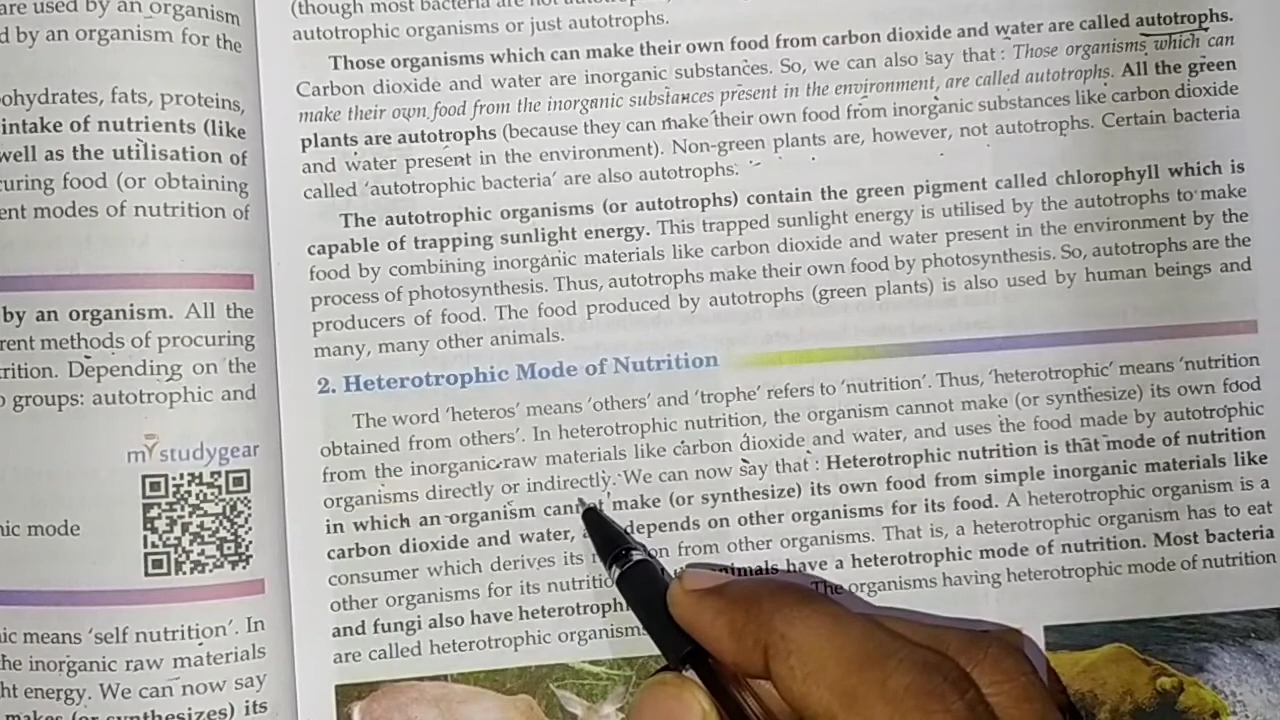 are used by an organism
d by an organism for the
ohydrates, fats, proteins,
intake of nutrients (like
well as the utilisation of
curing food (or obtaining
ent modes of nutrition of
by an organism. All the
rent methods of procuring
trition. Depending on the
o groups: autotrophic and
mystudygear
nic mode
ic means 'self nutrition'. In
he inorganic raw materials
ht energy. We can now say
makes (or synthesizes) its
(though most bacteria are not
autotrophic organisms or just autotrophs.
Those organisms which can make their own food from carbon dioxide and water are called autotrophs.
Carbon dioxide and water are inorganic substances. So, we can also say that : Those organisms which can
make their own food from the inorganic substances present in the environment, are called autotrophs. All the green
plants are autotrophs (because they can make their own food from inorganic substances like carbon dioxide
and water present in the environment). Non-green plants are, however, not autotrophs. Certain bacteria
called 'autotrophic bacteria' are also autotrophs.
The autotrophic organisms (or autotrophs) contain the green pigment called chlorophyll which is
capable of trapping sunlight energy. This trapped sunlight energy is utilised by the autotrophs to make
food by combining inorganic materials like carbon dioxide and water present in the environment by the
process of photosynthesis. Thus, autotrophs make their own food by photosynthesis. So, autotrophs are the
producers of food. The food produced by autotrophs (green plants) is also used by human beings and
many, many other animals.
2. Heterotrophic Mode of Nutrition
The word 'heteros' means 'others' and 'trophe' refers to 'nutrition'. Thus, 'heterotrophic' means 'nutrition
obtained from others'. In heterotrophic nutrition, the organism cannot make (or synthesize) its own food
from the inorganic raw materials like carbon dioxide and water, and uses the food made by autotrophic
organisms directly or indirectly. We can now say that : Heterotrophic nutrition is that mode of nutrition
in which an organism cannot make (or synthesize) its own food from simple inorganic materials like
carbon dioxide and water, depends on other organisms for its food. A heterotrophic organism is a
consumer which derives its on from other organisms. That is, a heterotrophic organism has to eat
other organisms for its nutritio animals have a heterotrophic mode of nutrition. Most bacteria
and fungi also have heterotroph The organisms having heterotrophic mode of nutrition
are called heterotrophic organisms